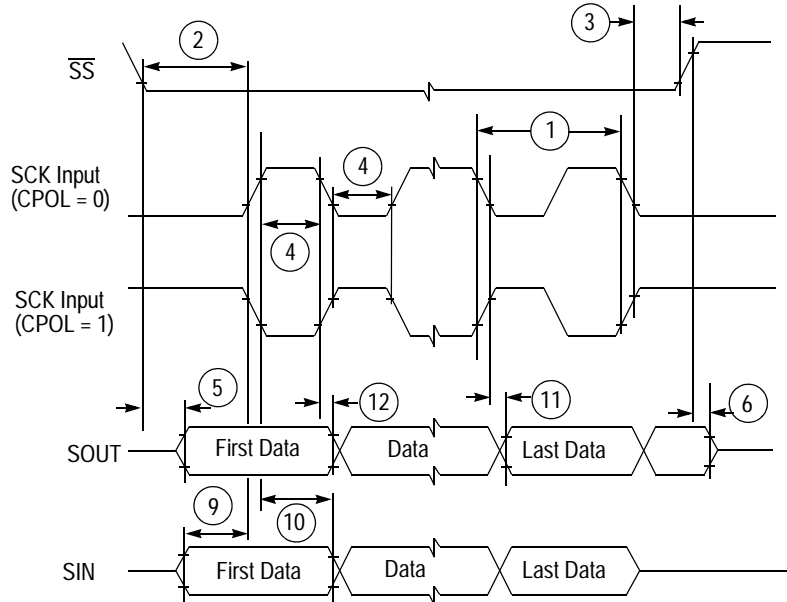 2
3
SS
1
SCK Input
(CPOL = 0)
4
4
SCK Input
(CPOL = 1)
5
12
11
6
SOUT
First Data
Data
Last Data
9
10
SIN
First Data
Data
Last Data